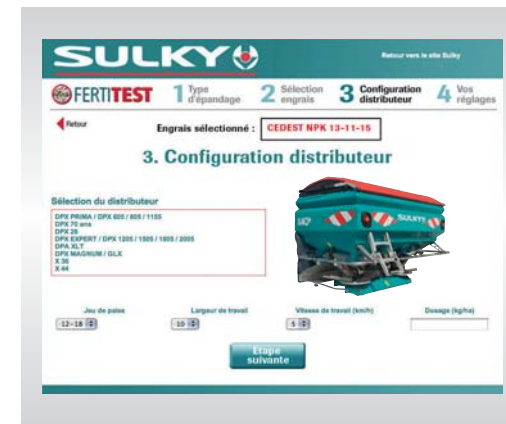 SULKY
Retour vers le site Sulky
FERTITEST
1 Type d'épandage
2 Sélection engrais
3 Configuration distributeur
4 Vos réglages
Retour
Engrais sélectionné : CEDEST NPK 13-11-15
3. Configuration distributeur
Sélection du distributeur
DPX PRIMA / DPX 605 / 805 / 1155
DPX 70 ans
DPX 28
DPX EXPERT / DPX 1205 / 1505 / 1805 / 2005
DPA XLT
DPX MAGNUM / GLX
X 36
X 44
X40
SULKY
Jeu de pales
Largeur de travail
Vitesse de travail (km/h)
Dosage (kg/ha)
12-18
10
5
Etape
suivante